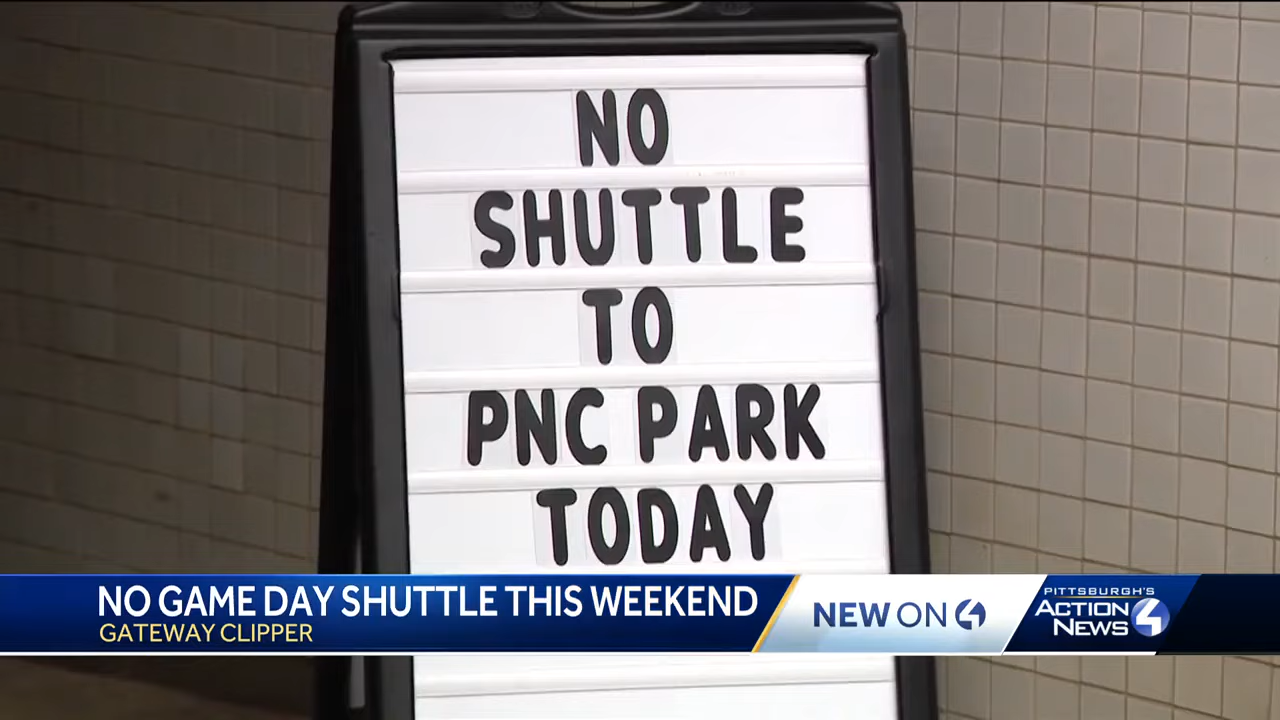 NO
SHUTTLE
TO
PNC PARK
TODAY
NO GAME DAY SHUTTLE THIS WEEKEND
GATEWAY CLIPPER
NEW ON 4
PITTSBURGH'S
ACTION
NEWS 4